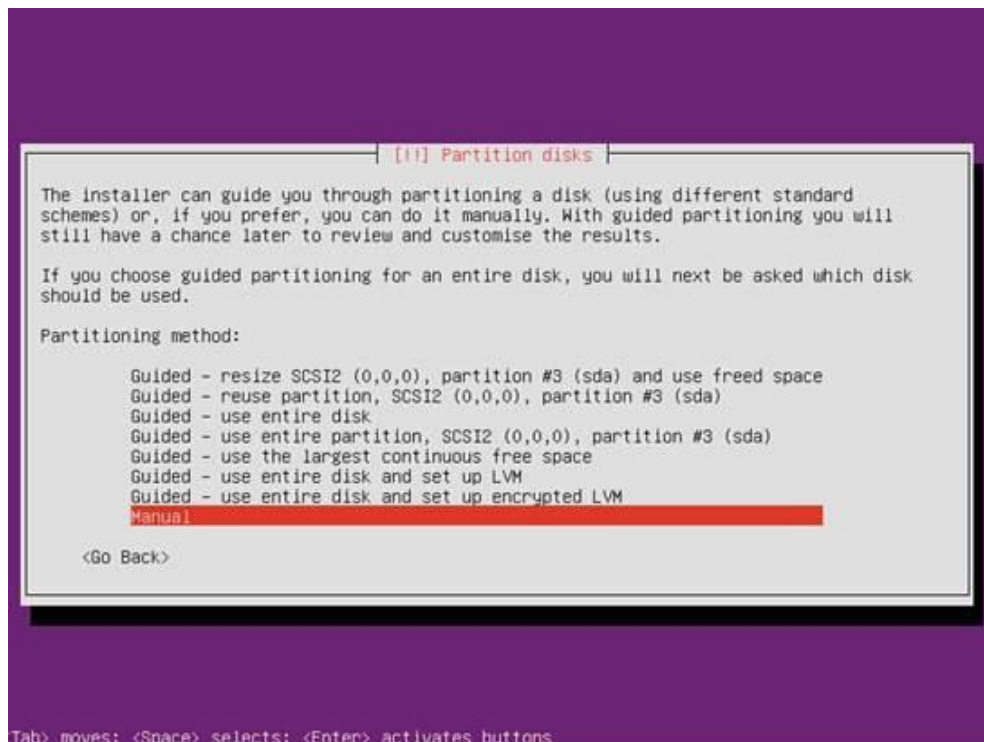 [!!] Partition disks
The installer can guide you through partitioning a disk (using different standard
schemes) or, if you prefer, you can do it manually. With guided partitioning you will
still have a chance later to review and customise the results.
If you choose guided partitioning for an entire disk, you will next be asked which disk
should be used.
Partitioning method:
Guided - resize SCSI2 (0,0,0), partition #3 (sda) and use freed space
Guided - reuse partition, SCSI2 (0,0,0), partition #3 (sda)
Guided - use entire disk
Guided - use entire partition, SCSI2 (0,0,0), partition #3 (sda)
Guided - use the largest continuous free space
Guided - use entire disk and set up LVM
Guided - use entire disk and set up encrypted LVM
Manual
<Go Back>
<Tab> moves; <Space> selects; <Enter> activates buttons